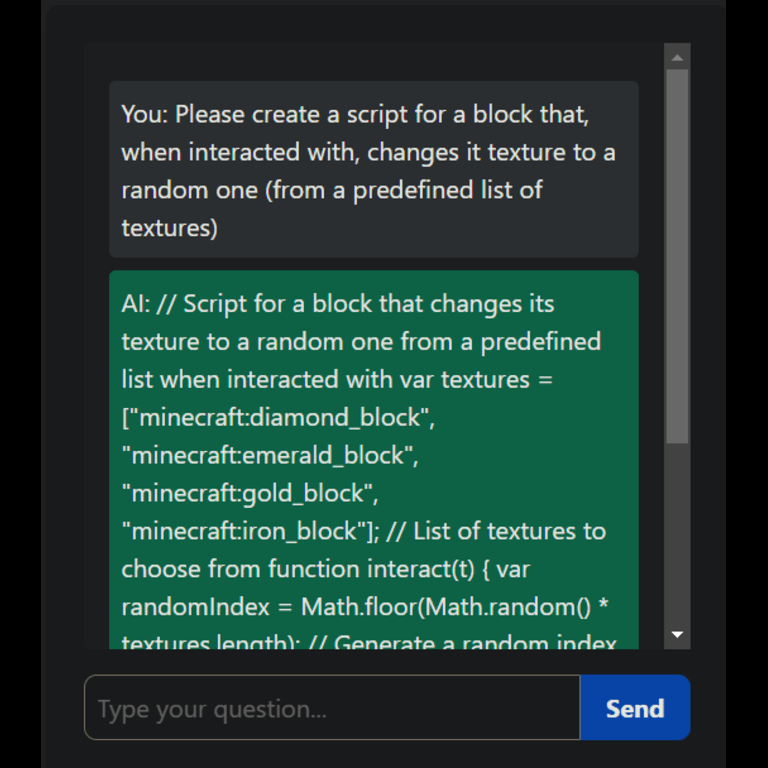 You: Please create a script for a block that,
when interacted with, changes it texture to a
random one (from a predefined list of
textures)
AI: // Script for a block that changes its
texture to a random one from a predefined
list when interacted with var textures =
["minecraft:diamond_block",
"minecraft:emerald_block",
"minecraft:gold_block",
"minecraft:iron_block"]; // List of textures to
choose from function interact(t) { var
randomIndex = Math.floor(Math.random() *
textures.length); // Generate a random index
Type your question...
Send